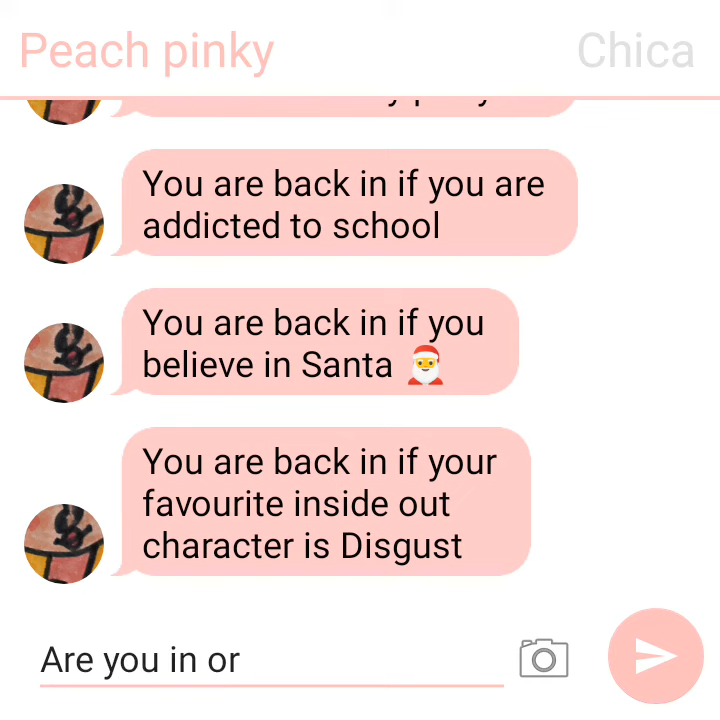 Peach pinky
Chica
You are back in if you are
addicted to school
You are back in if you
believe in Santa 🎅
You are back in if your
favourite inside out
character is Disgust
Are you in or